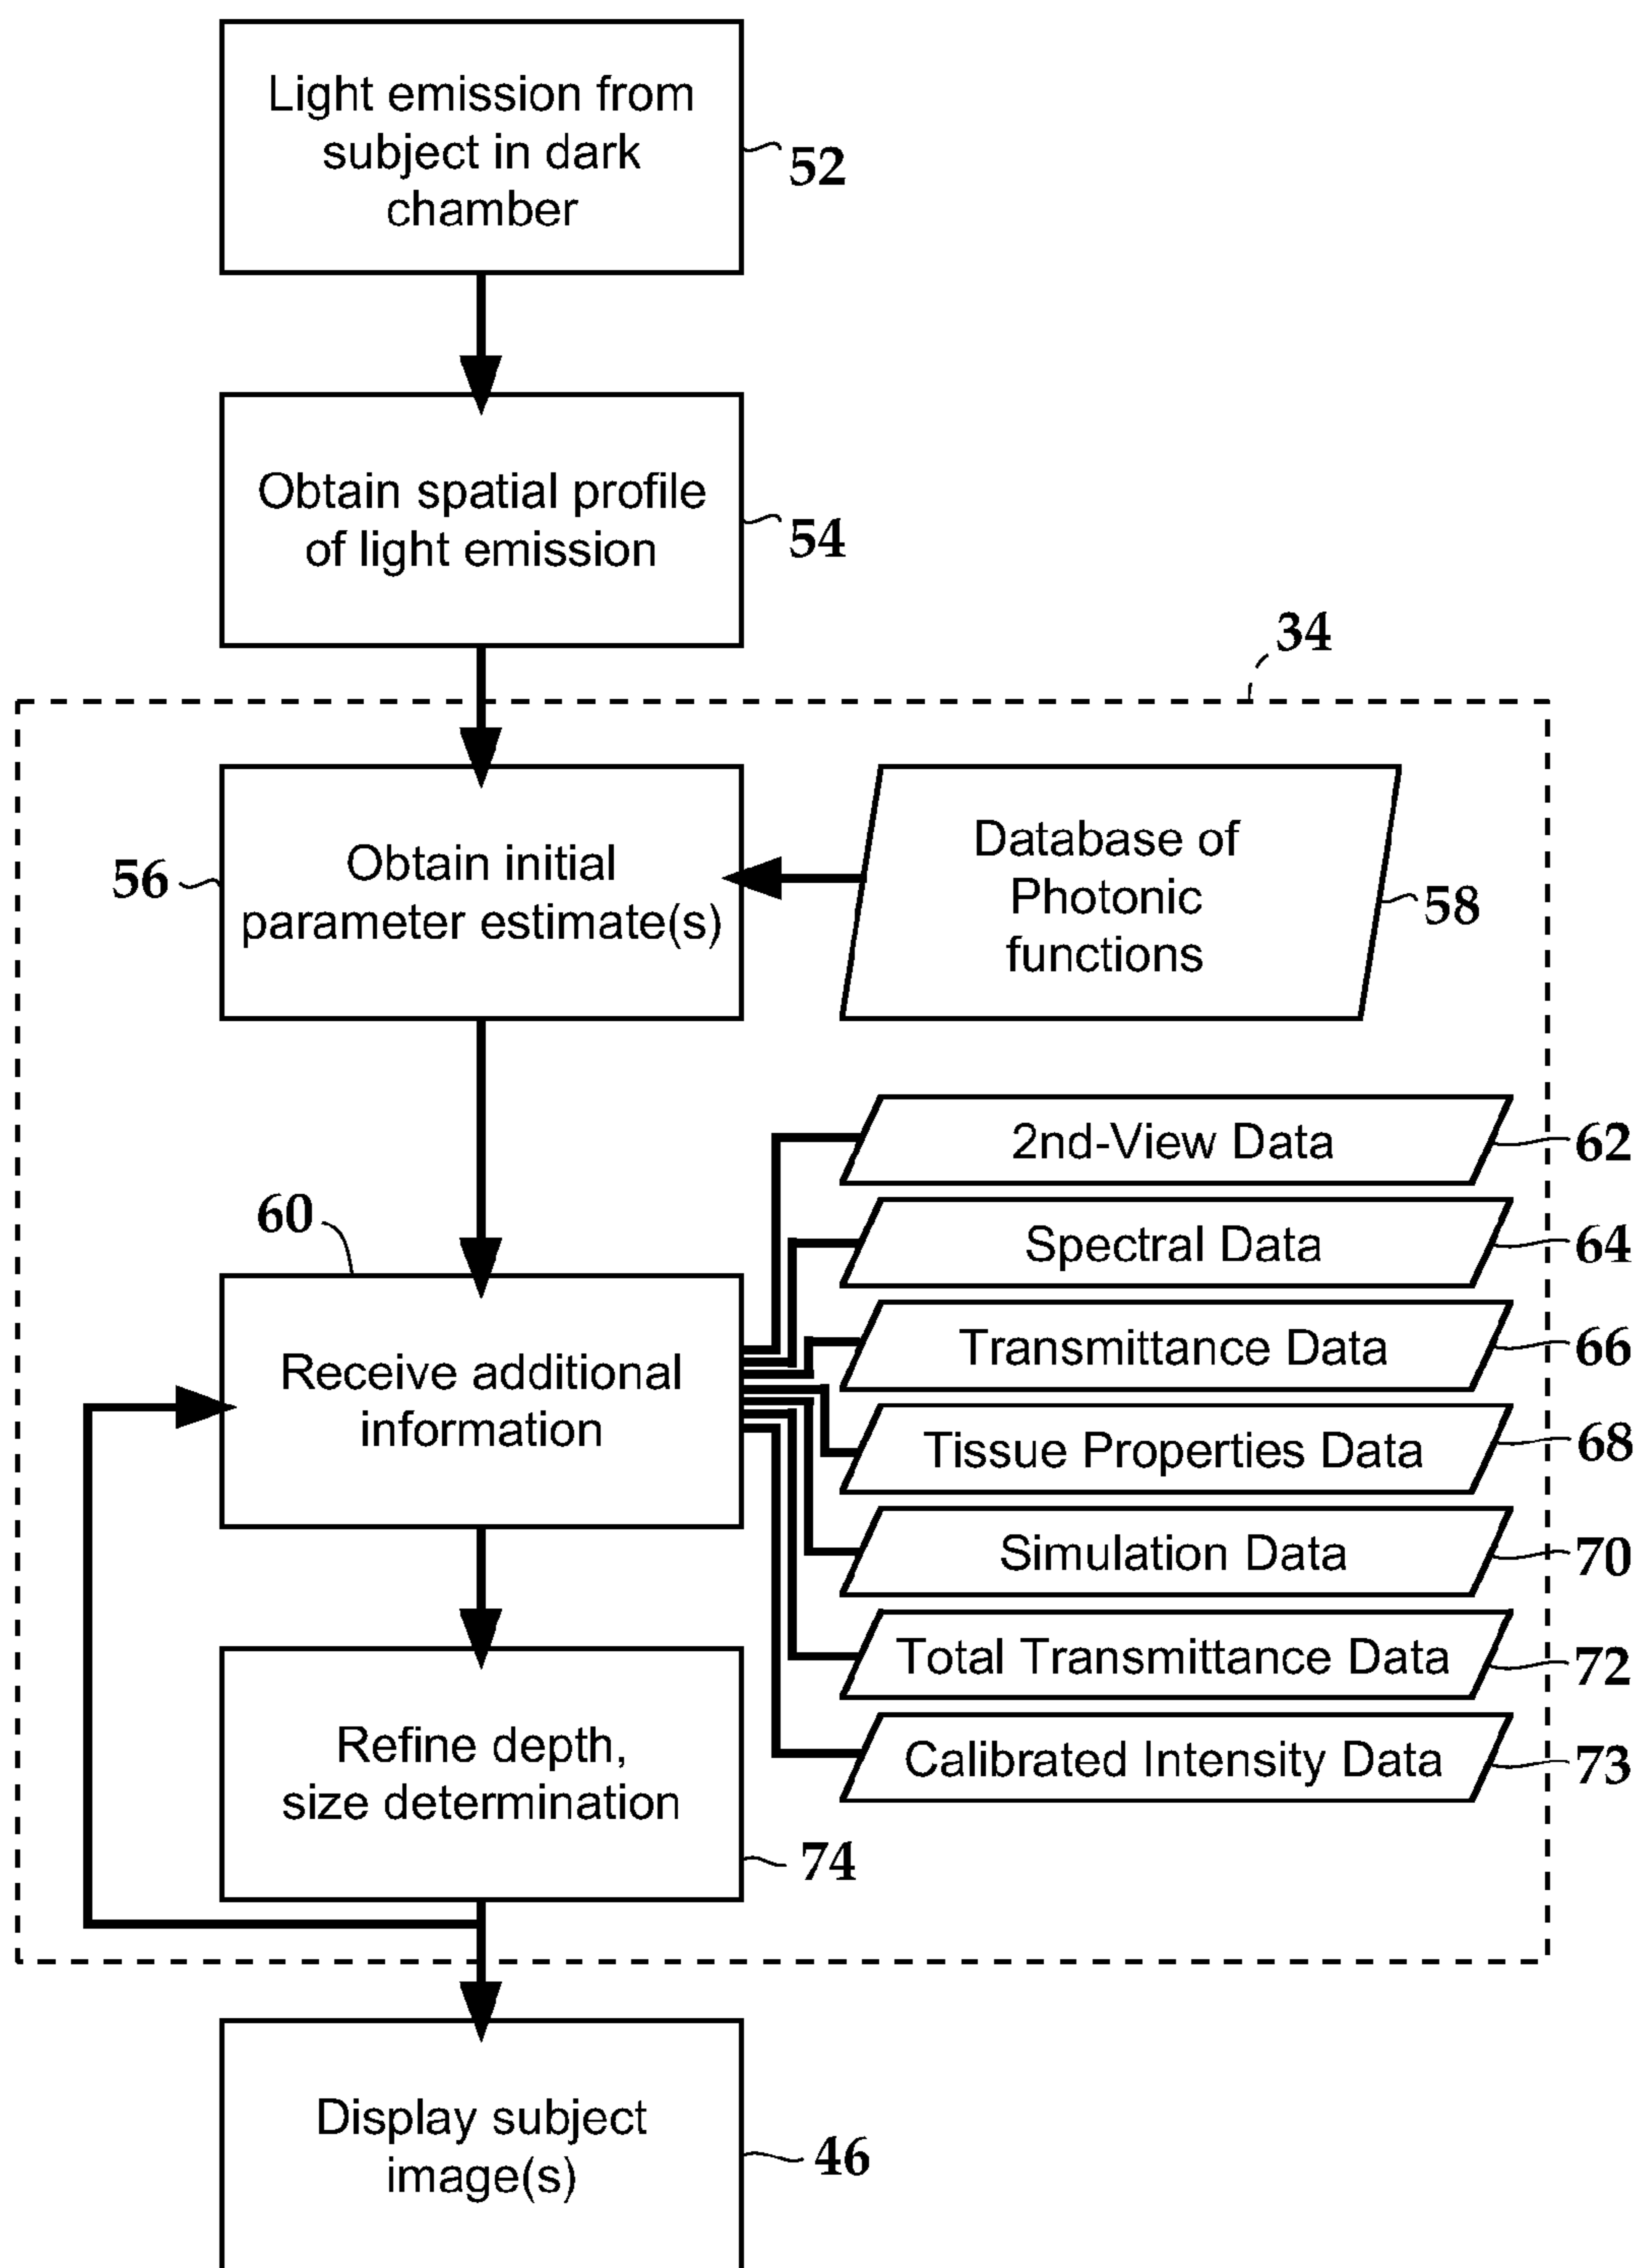 Light emission from
subject in dark
chamber
52
Obtain spatial profile
of light emission
54
34
56
Obtain initial
parameter estimate(s)
Database of
Photonic
functions
58
60
Receive additional
information
2nd-View Data
62
Spectral Data
64
Transmittance Data
66
Tissue Properties Data
68
Simulation Data
70
Total Transmittance Data
72
Calibrated Intensity Data
73
Refine depth,
size determination
74
Display subject
image(s)
46